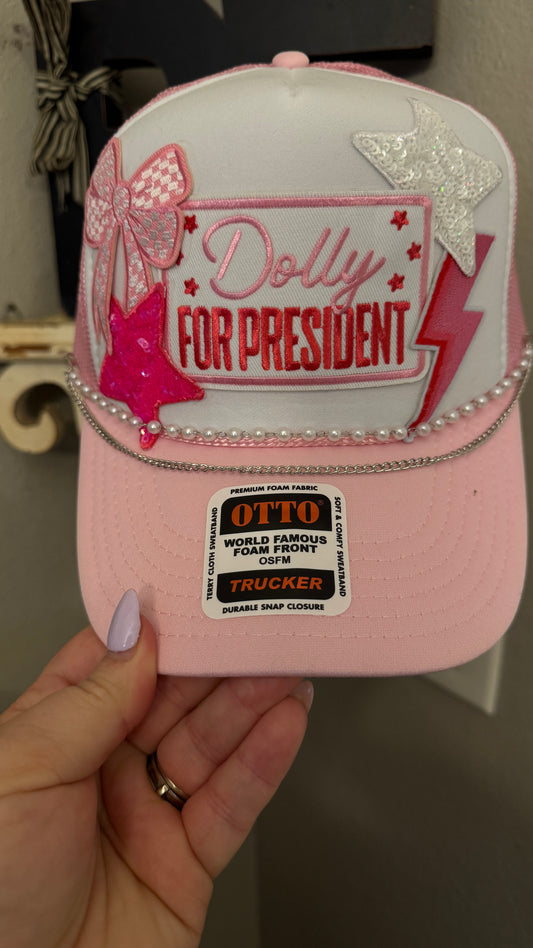 Dolly
FOR PRESIDENT
PREMIUM FOAM FABRIC
OTTO®
WORLD FAMOUS
FOAM FRONT
OSFM
TRUCKER
DURABLE SNAP CLOSURE
TERRY CLOTH SWEATBAND
SOFT & COMFY SWEATBAND